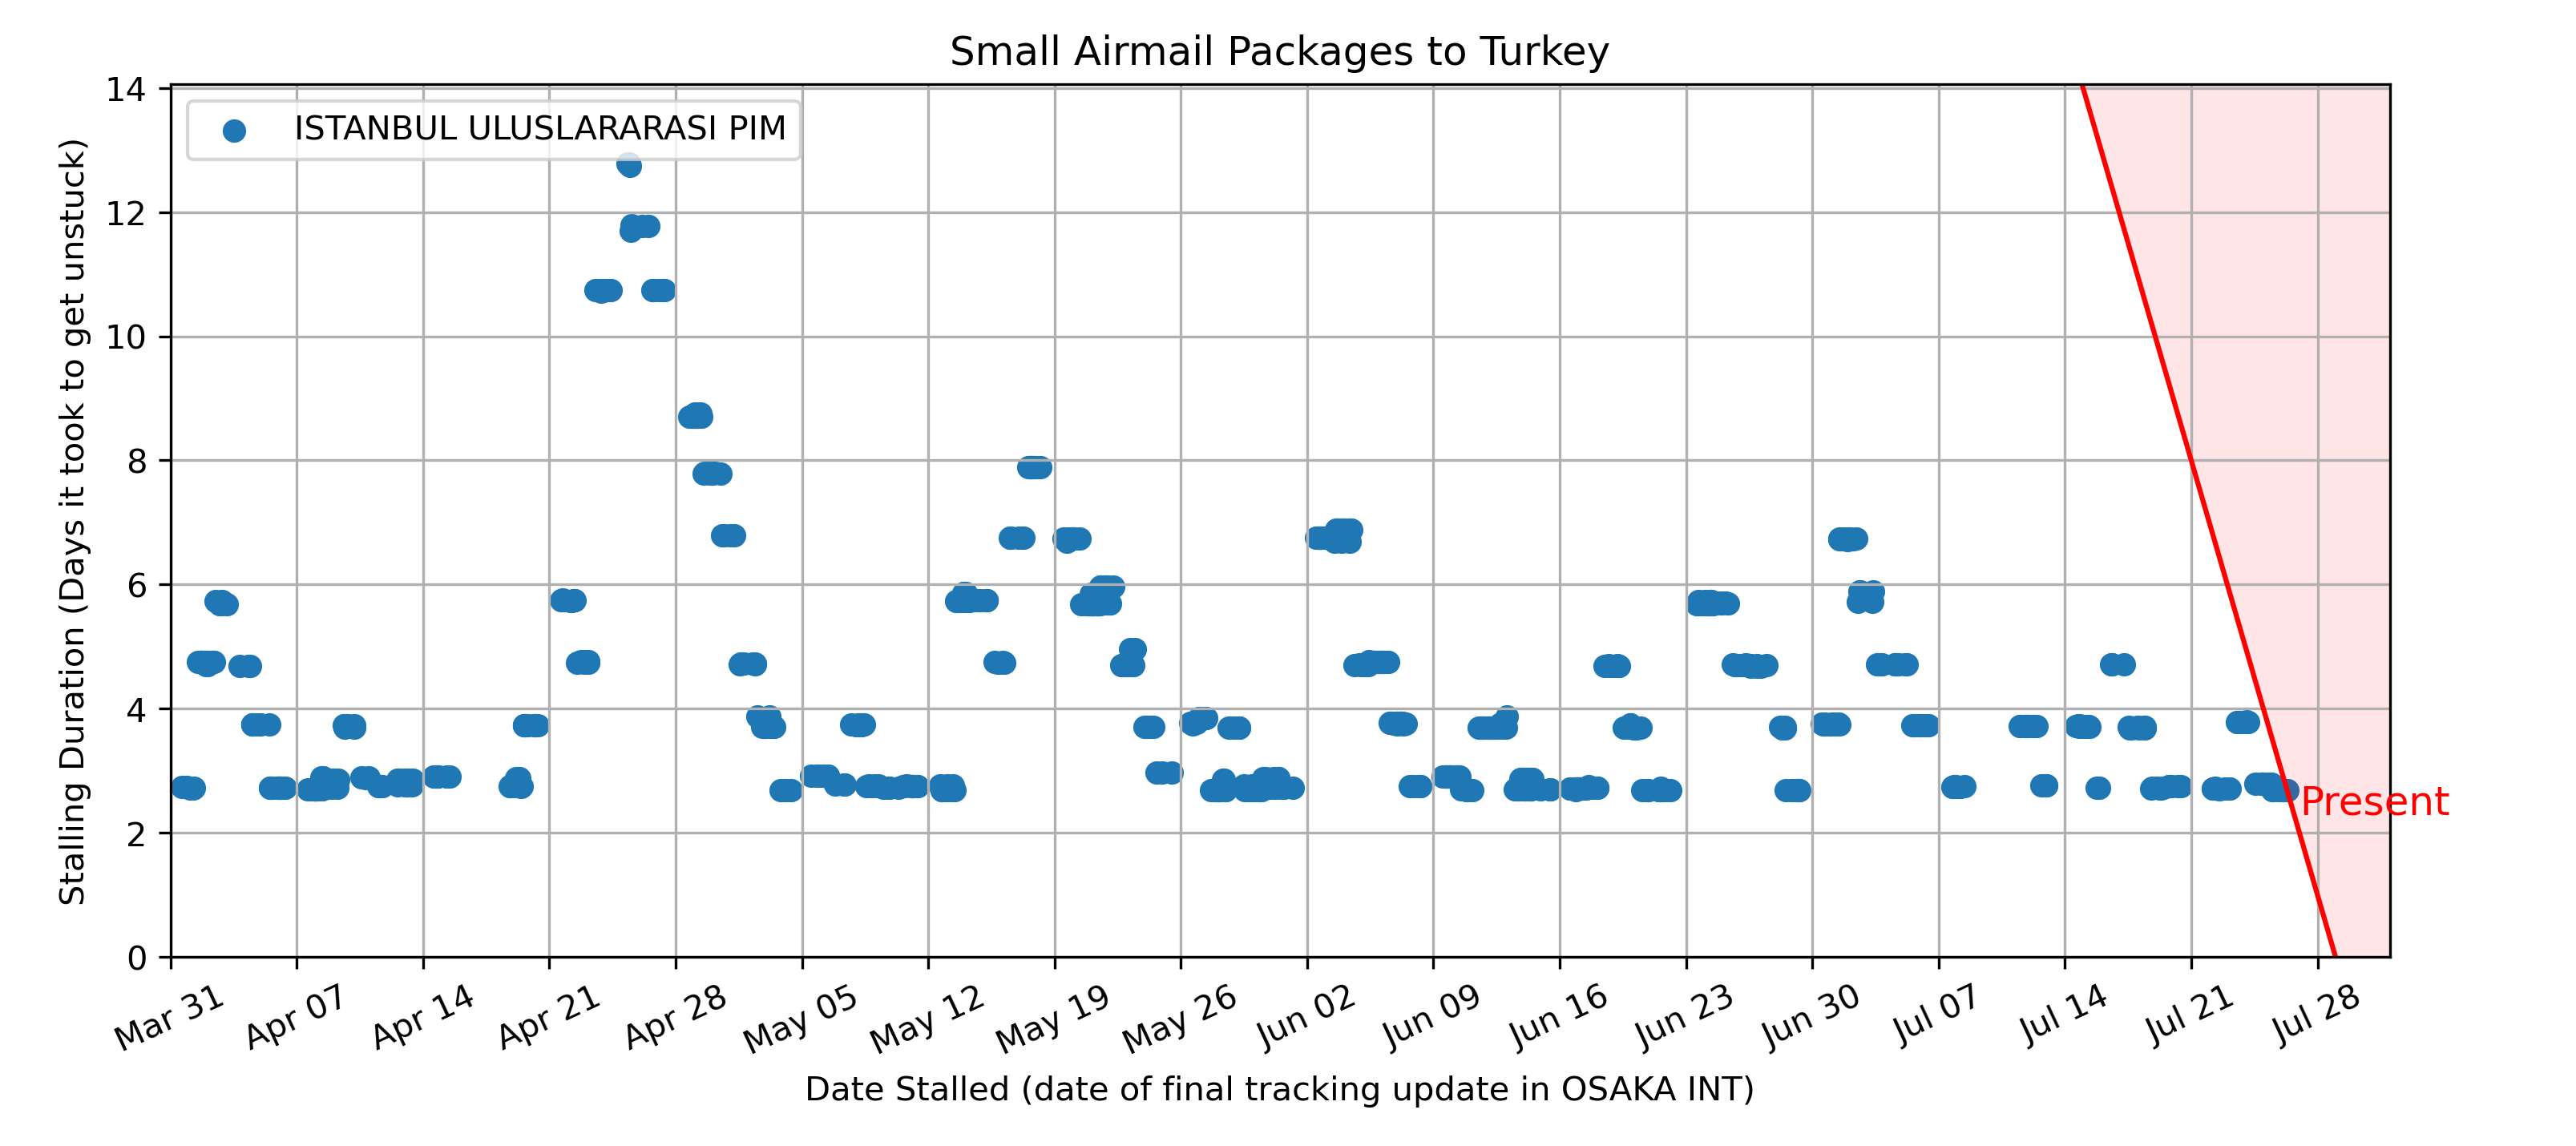 Small Airmail Packages to Turkey
ISTANBUL ULUSLARARASI PIM
Stalling Duration (Days it took to get unstuck)
14
12
10
8
6
4
2
0
Present
Mar 31
Apr 07
Apr 14
Apr 21
Apr 28
May 05
May 12
May 19
May 26
Jun 02
Jun 09
Jun 16
Jun 23
Jun 30
Jul 07
Jul 14
Jul 21
Jul 28
Date Stalled (date of final tracking update in OSAKA INT)